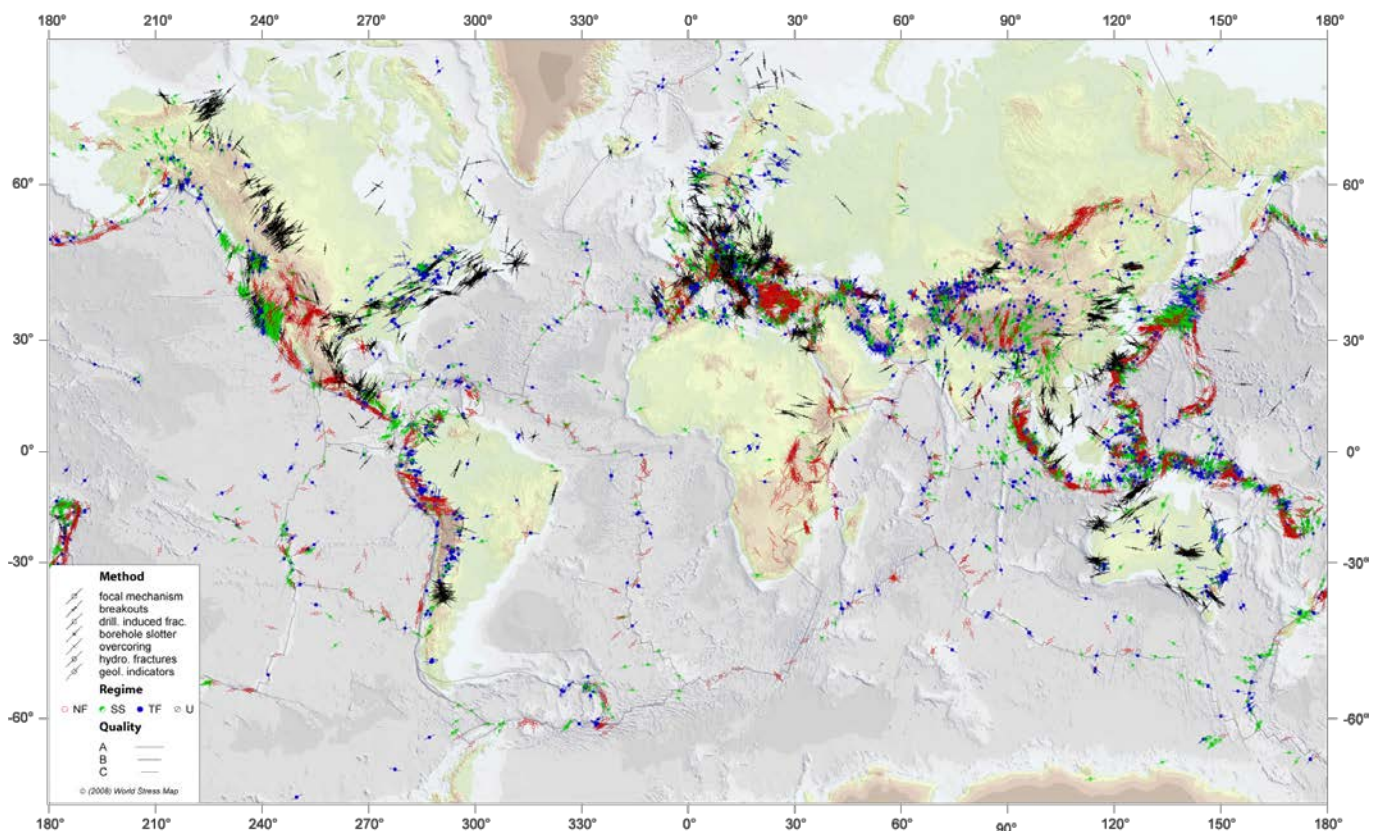 180° 210° 240° 270° 300° 330° 0° 30° 60° 90° 120° 150° 180°
60° 60°
30° 30°
0° 0°
-30° -30°
Method
focal mechanism
breakouts
drill. induced frac.
borehole slotter
overcoring
hydro. fractures
geol. indicators
Regime
NF SS TF U
-60° -60°
Quality
A
B
C
© (2008) World Stress Map
180° 210° 240° 270° 300° 330° 0° 30° 60° 90° 120° 150° 180°